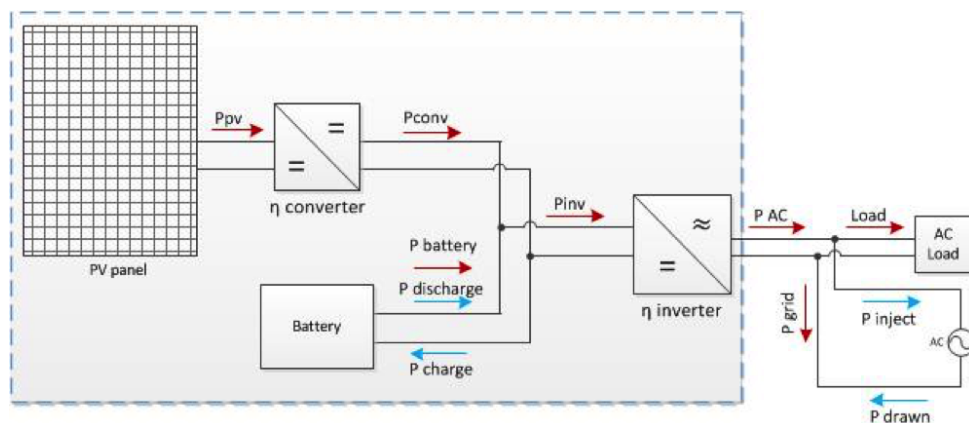 Ppv
Pconv
η converter
PV panel
Pinv
P AC
Load
AC
Load
P battery
P discharge
Battery
P charge
η inverter
P grid
P inject
AC
P drawn